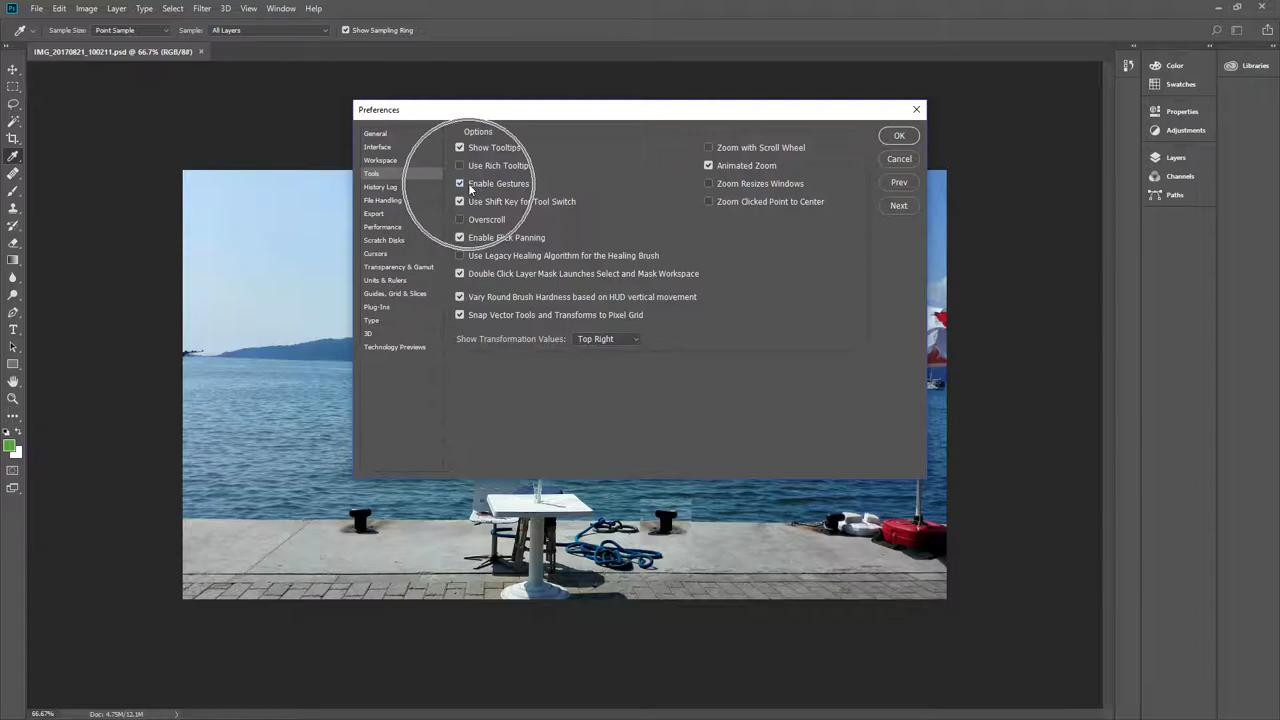 Ps File Edit Image Layer Type Select Filter 3D View Window Help
Sample Size: Point Sample Sample: All Layers Show Sampling Ring
IMG_20170821_100211.psd @ 66.7% (RGB/8#) ×
Preferences
General
Interface
Workspace
Tools
History Log
File Handling
Export
Performance
Scratch Disks
Cursors
Transparency & Gamut
Units & Rulers
Guides, Grid & Slices
Plug-Ins
Type
3D
Technology Previews
Options
Show Tooltips
Use Rich Tooltip
Enable Gestures
Use Shift Key for Tool Switch
Overscroll
Enable Flick Panning
Use Legacy Healing Algorithm for the Healing Brush
Double Click Layer Mask Launches Select and Mask Workspace
Vary Round Brush Hardness based on HUD vertical movement
Snap Vector Tools and Transforms to Pixel Grid
Show Transformation Values: Top Right
Zoom with Scroll Wheel
Animated Zoom
Zoom Resizes Windows
Zoom Clicked Point to Center
OK
Cancel
Prev
Next
Color
Swatches
Properties
Adjustments
Layers
Channels
Paths
Libraries
66.67% Doc: 4.75M/12.1M